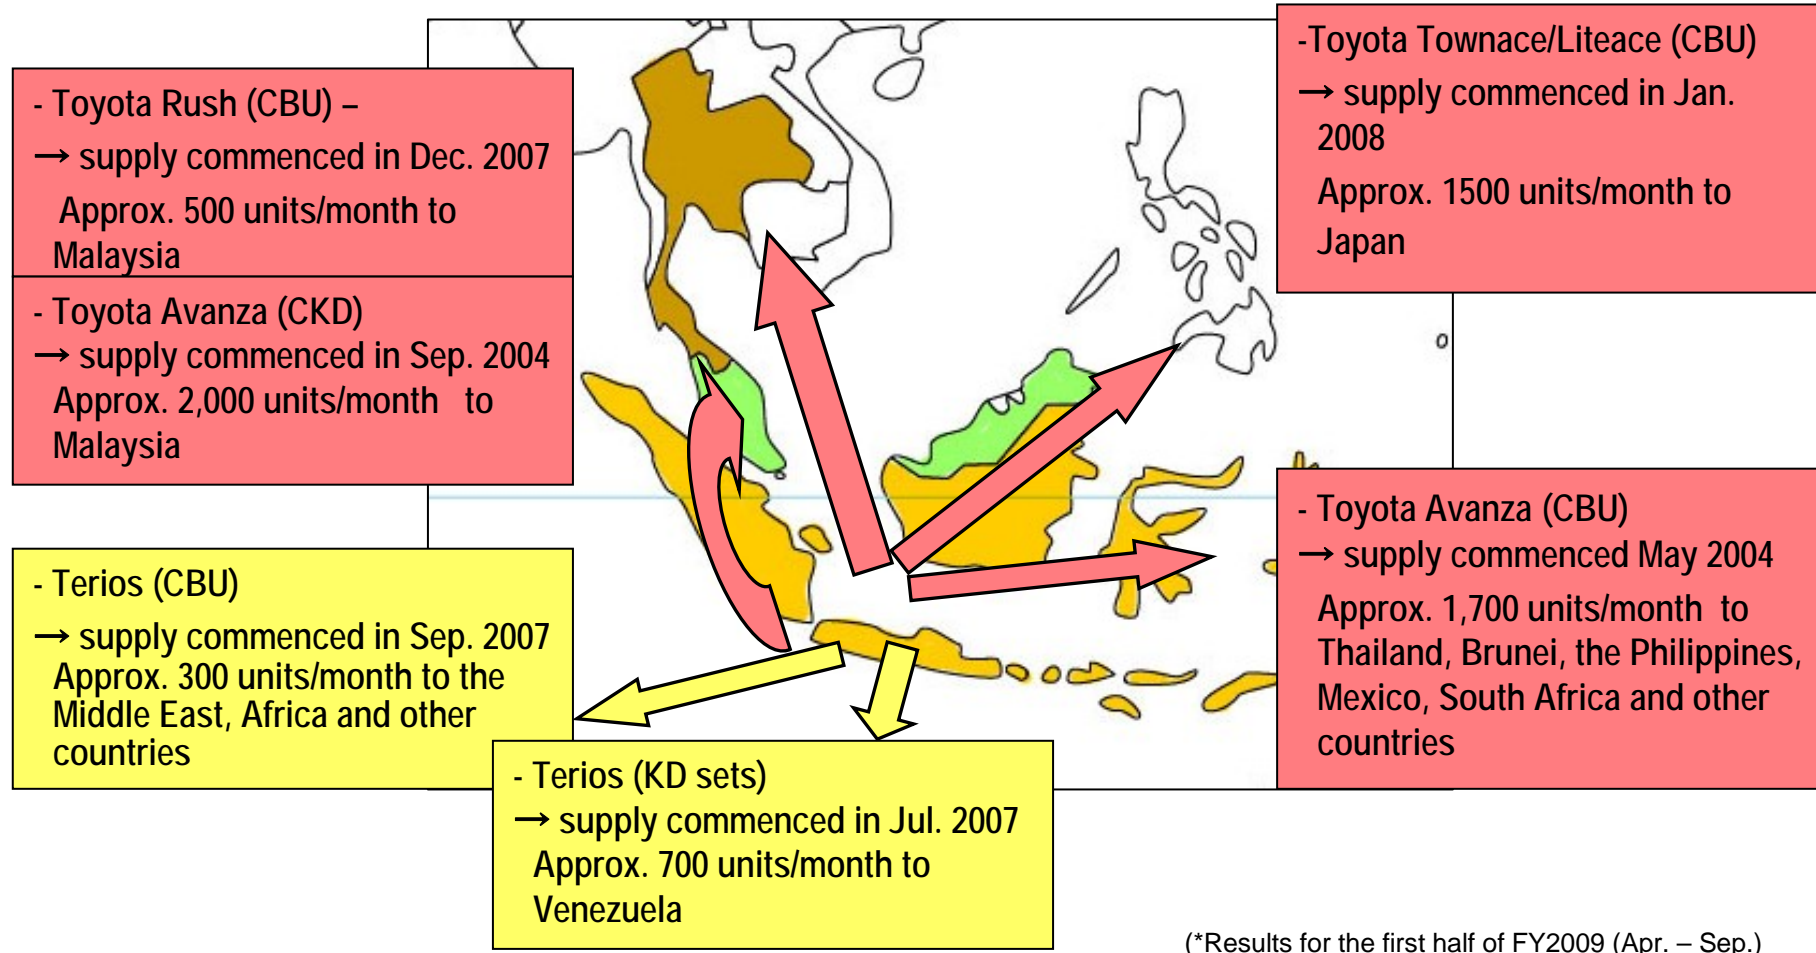 - Toyota Rush (CBU) –
→ supply commenced in Dec. 2007
Approx. 500 units/month to
Malaysia
- Toyota Avanza (CKD)
→ supply commenced in Sep. 2004
Approx. 2,000 units/month to
Malaysia
-Toyota Townace/Liteace (CBU)
→ supply commenced in Jan.
2008
Approx. 1500 units/month to
Japan
- Toyota Avanza (CBU)
→ supply commenced May 2004
Approx. 1,700 units/month to
Thailand, Brunei, the Philippines,
Mexico, South Africa and other
countries
- Terios (CBU)
→ supply commenced in Sep. 2007
Approx. 300 units/month to the
Middle East, Africa and other
countries
- Terios (KD sets)
→ supply commenced in Jul. 2007
Approx. 700 units/month to
Venezuela
(*Results for the first half of FY2009 (Apr. – Sep.)